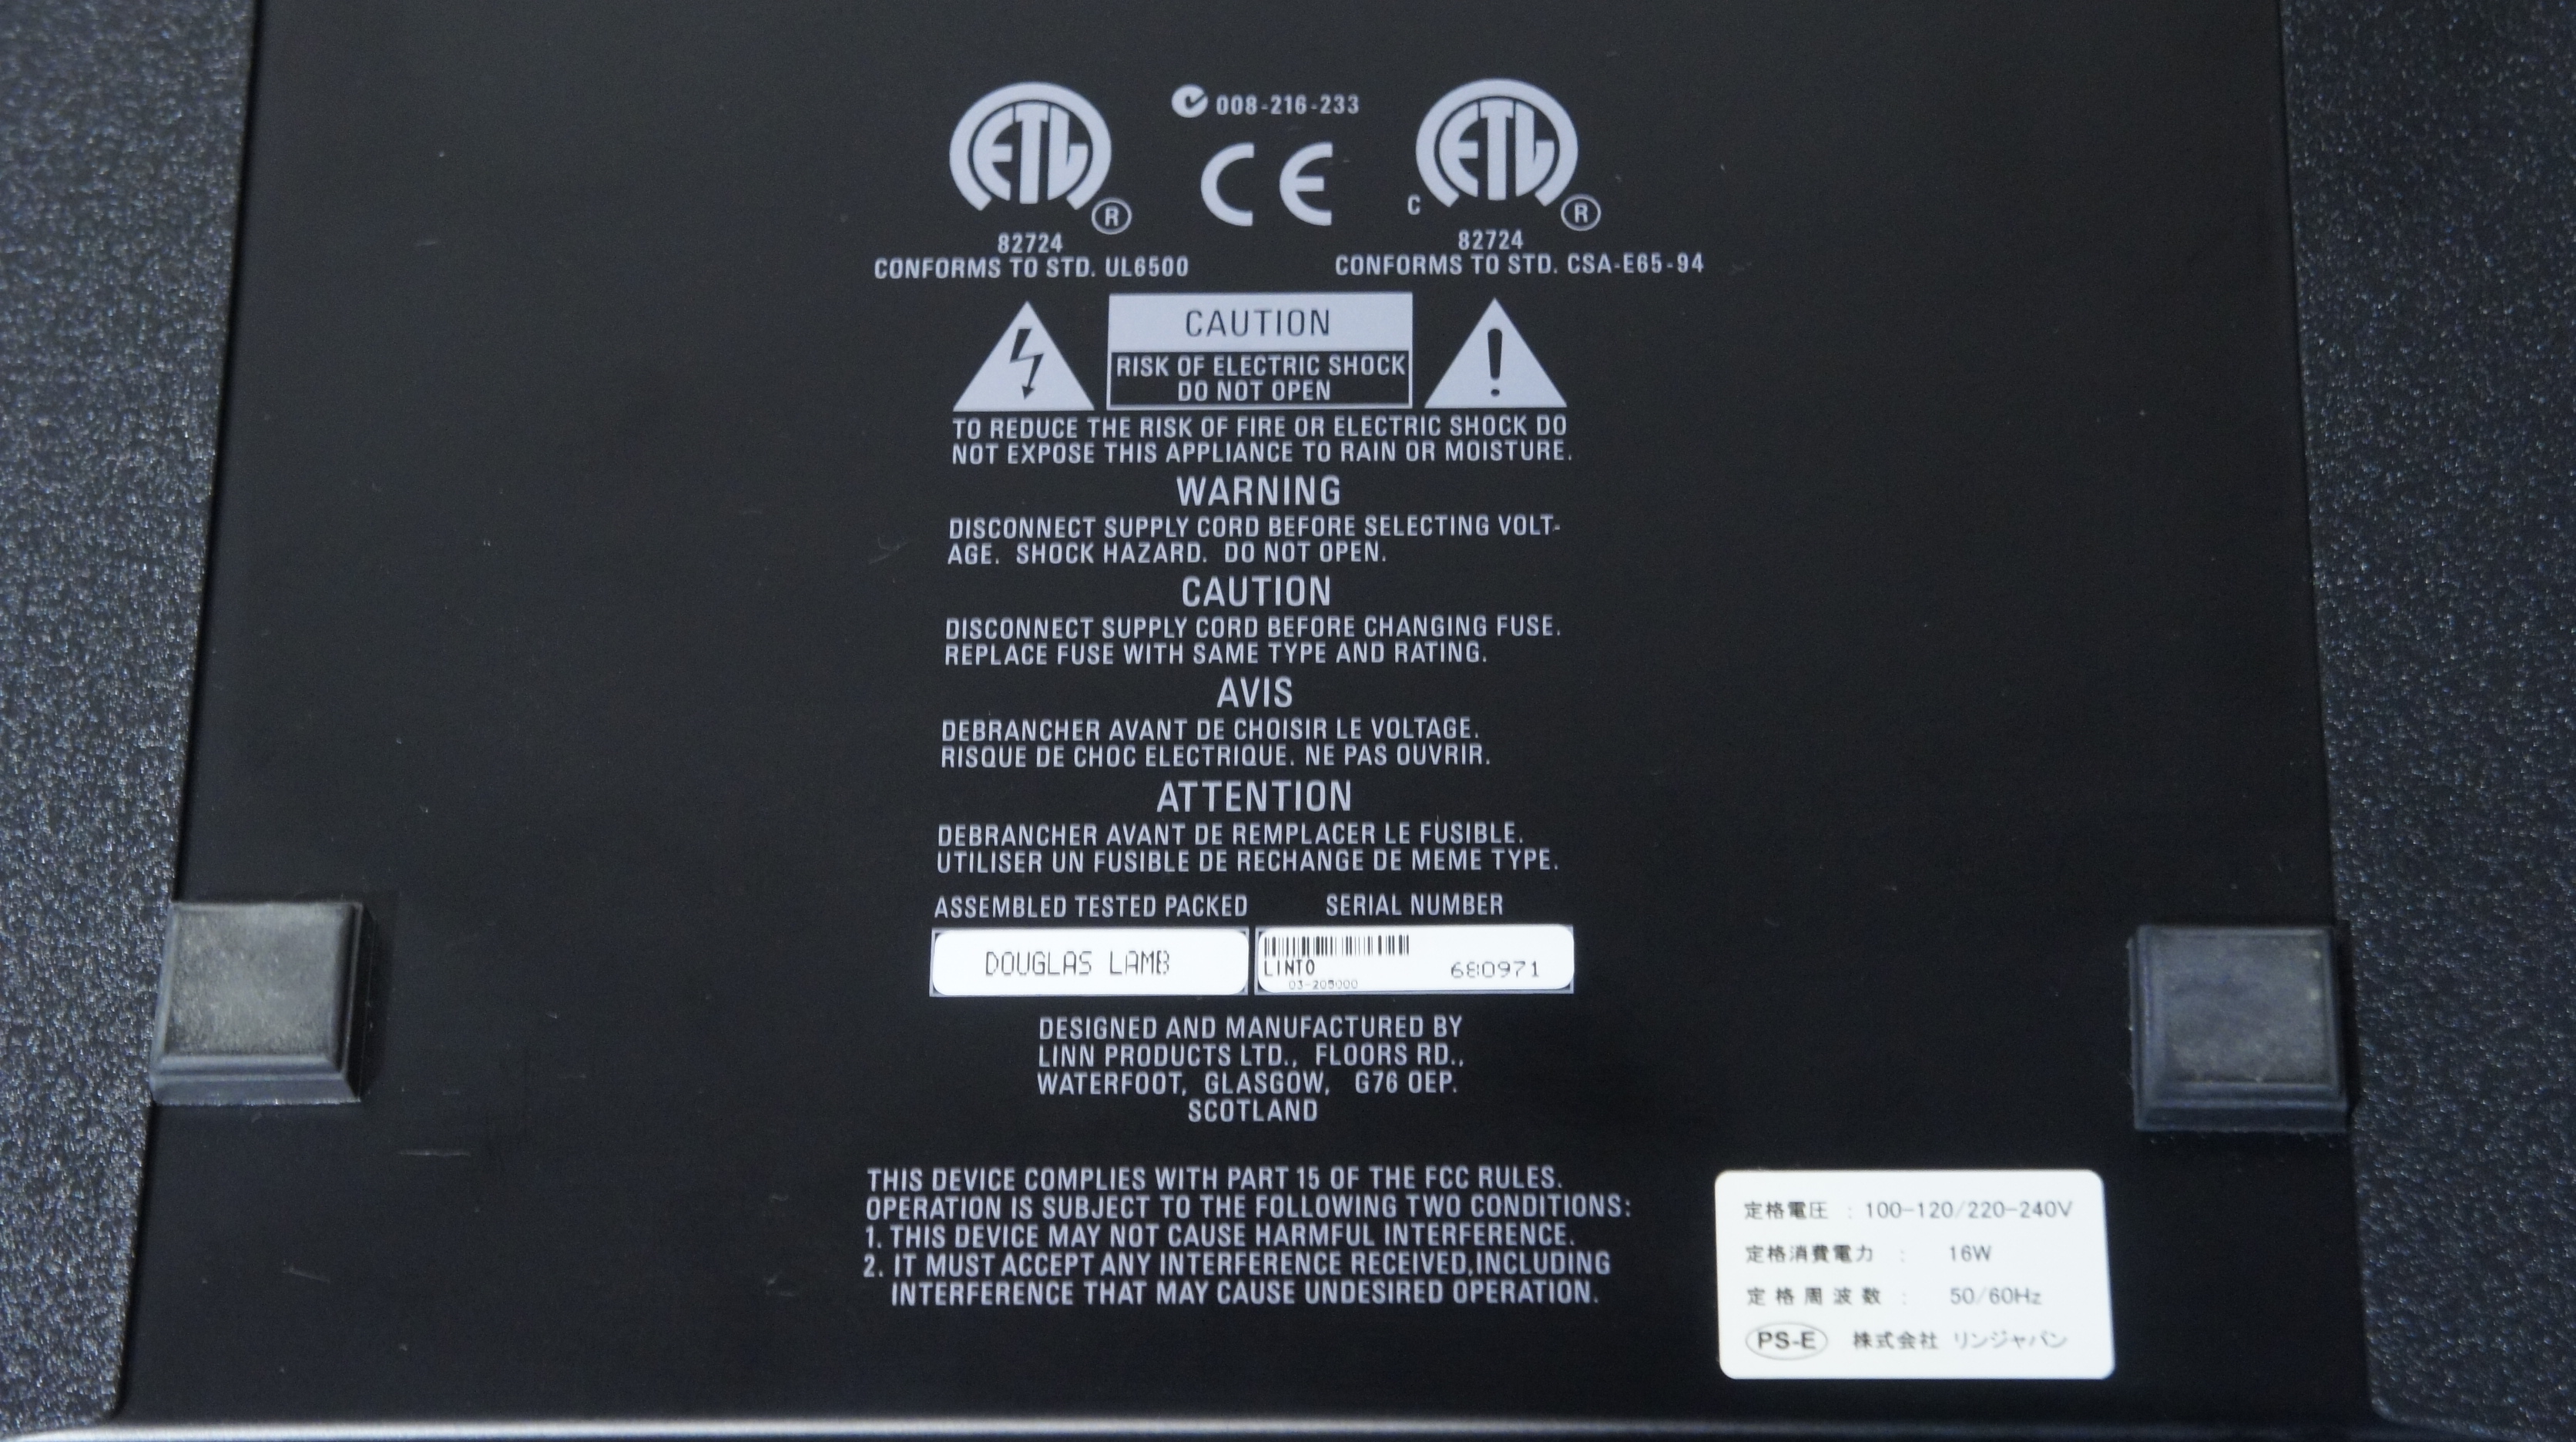 ETL
®
82724
CONFORMS TO STD. UL6500
008-216-233
CE
C
ETL
®
82724
CONFORMS TO STD. CSA-E65-94
CAUTION
RISK OF ELECTRIC SHOCK
DO NOT OPEN
TO REDUCE THE RISK OF FIRE OR ELECTRIC SHOCK DO
NOT EXPOSE THIS APPLIANCE TO RAIN OR MOISTURE.
WARNING
DISCONNECT SUPPLY CORD BEFORE SELECTING VOLT-
AGE. SHOCK HAZARD. DO NOT OPEN.
CAUTION
DISCONNECT SUPPLY CORD BEFORE CHANGING FUSE.
REPLACE FUSE WITH SAME TYPE AND RATING.
AVIS
DEBRANCHER AVANT DE CHOISIR LE VOLTAGE.
RISQUE DE CHOC ELECTRIQUE. NE PAS OUVRIR.
ATTENTION
DEBRANCHER AVANT DE REMPLACER LE FUSIBLE.
UTILISER UN FUSIBLE DE RECHANGE DE MEME TYPE.
ASSEMBLED TESTED PACKED
DOUGLAS LAMB
SERIAL NUMBER
LINTO 680971
03-205000
DESIGNED AND MANUFACTURED BY
LINN PRODUCTS LTD., FLOORS RD.,
WATERFOOT, GLASGOW, G76 OEP.
SCOTLAND
THIS DEVICE COMPLIES WITH PART 15 OF THE FCC RULES.
OPERATION IS SUBJECT TO THE FOLLOWING TWO CONDITIONS:
1. THIS DEVICE MAY NOT CAUSE HARMFUL INTERFERENCE.
2. IT MUST ACCEPT ANY INTERFERENCE RECEIVED,INCLUDING
INTERFERENCE THAT MAY CAUSE UNDESIRED OPERATION.
定格電圧 : 100-120/220-240V
定格消費電力 : 16W
定格周波数 : 50/60Hz
PS-E 株式会社 リンジャパン